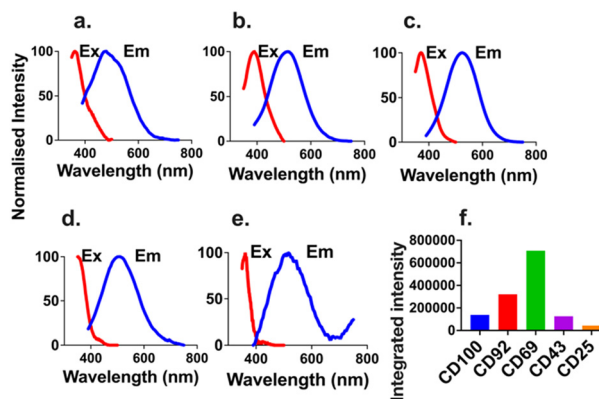 a.
b.
c.
Normalised Intensity
100
50
0
Ex Em
400 600 800
Wavelength (nm)
100
50
0
Ex Em
400 600 800
Wavelength (nm)
100
50
0
Ex Em
400 600 800
Wavelength (nm)
d.
e.
f.
100
50
0
Ex Em
400 600 800
Wavelength (nm)
100
50
0
Ex Em
400 600 800
Wavelength (nm)
Integrated intensity
800000
600000
400000
200000
0
CD100
CD92
CD69
CD43
CD25